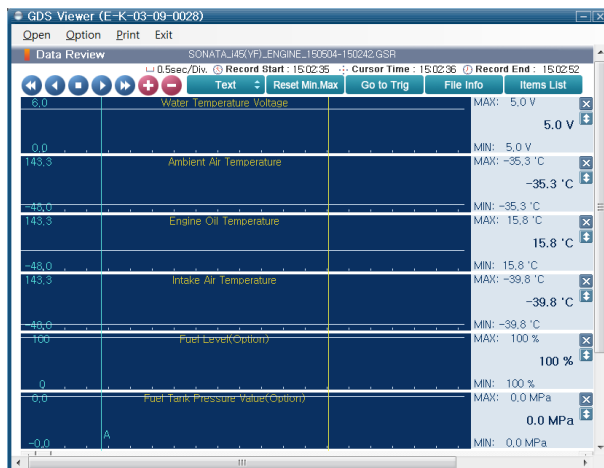 GDS Viewer (E-K-03-09-0028)
Open Option Print Exit
Data Review SONATA_i45(YF)_ENGINE_150504-150242.GSR
0.5sec/Div. Record Start : 15:02:35 Cursor Time : 15:02:36 Record End : 15:02:52
Text Reset Min.Max Go to Trig File Info Items List
6.0 Water Temperature Voltage MAX: 5.0 V
5.0 V
0.0 MIN: 5.0 V
143.3 Ambient Air Temperature MAX: -35.3 'C
-35.3 'C
-48.0 MIN: -35.3 'C
143.3 Engine Oil Temperature MAX: 15.8 'C
15.8 'C
-48.0 MIN: 15.8 'C
143.3 Intake Air Temperature MAX: -39.8 'C
-39.8 'C
-48.0 MIN: -39.8 'C
100 Fuel Level(Option) MAX: 100 %
100 %
0 MIN: 100 %
0.0 Fuel Tank Pressure Value(Option) MAX: 0.0 MPa
0.0 MPa
A
-0.0 MIN: 0.0 MPa